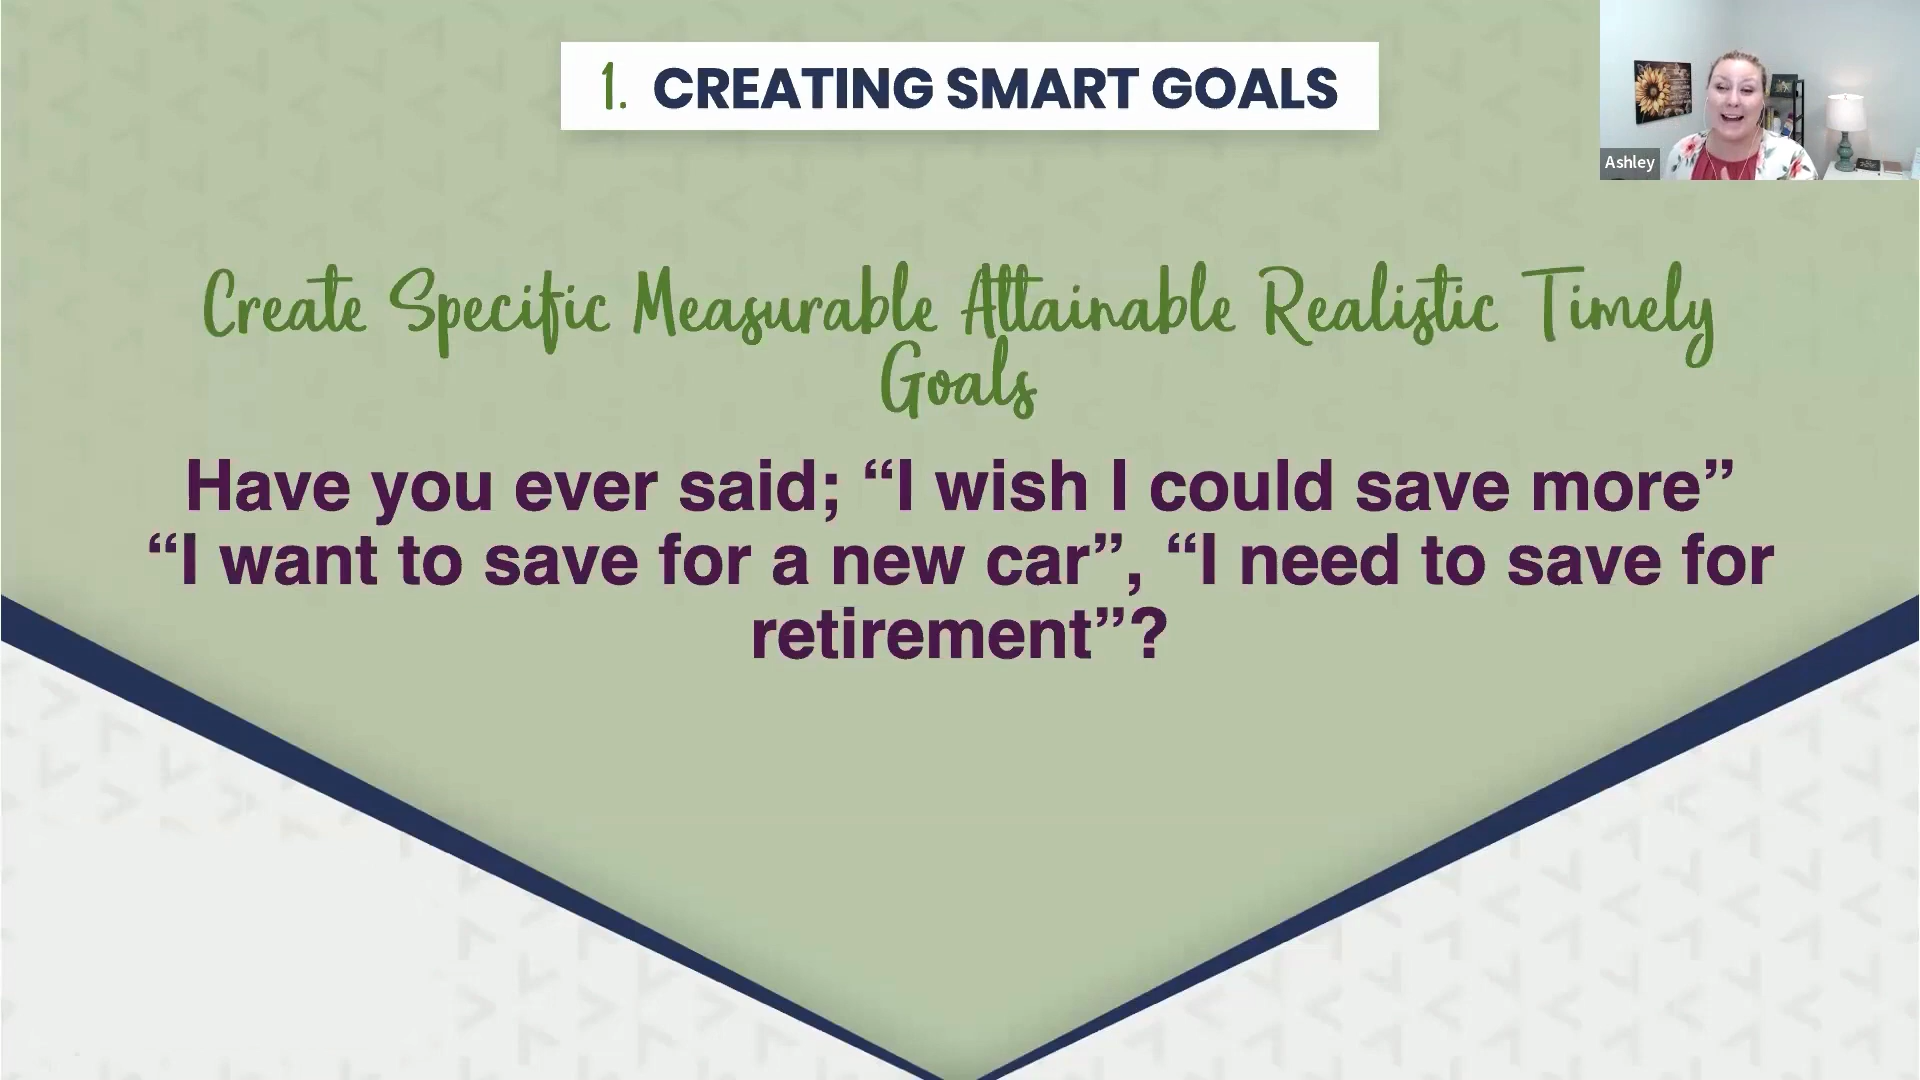 1. CREATING SMART GOALS
Ashley
Create Specific Measurable Attainable Realistic Timely
Goals
Have you ever said; “I wish I could save more”
“I want to save for a new car”, “I need to save for
retirement”?